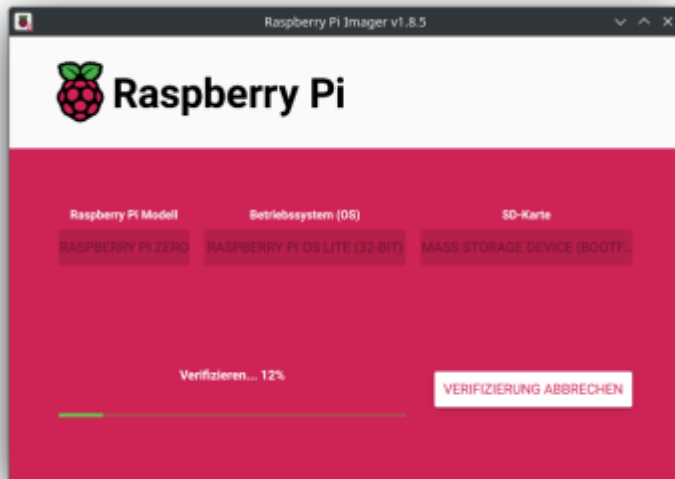 Raspberry Pi Imager v1.8.5
Raspberry Pi
Raspberry Pi Modell
Betriebssystem (OS)
SD-Karte
RASPBERRY PI ZERO
RASPBERRY PI OS LITE (32-BIT)
MASS STORAGE DEVICE (BOOTF...
Verifizieren... 12%
VERIFIZIERUNG ABBRECHEN